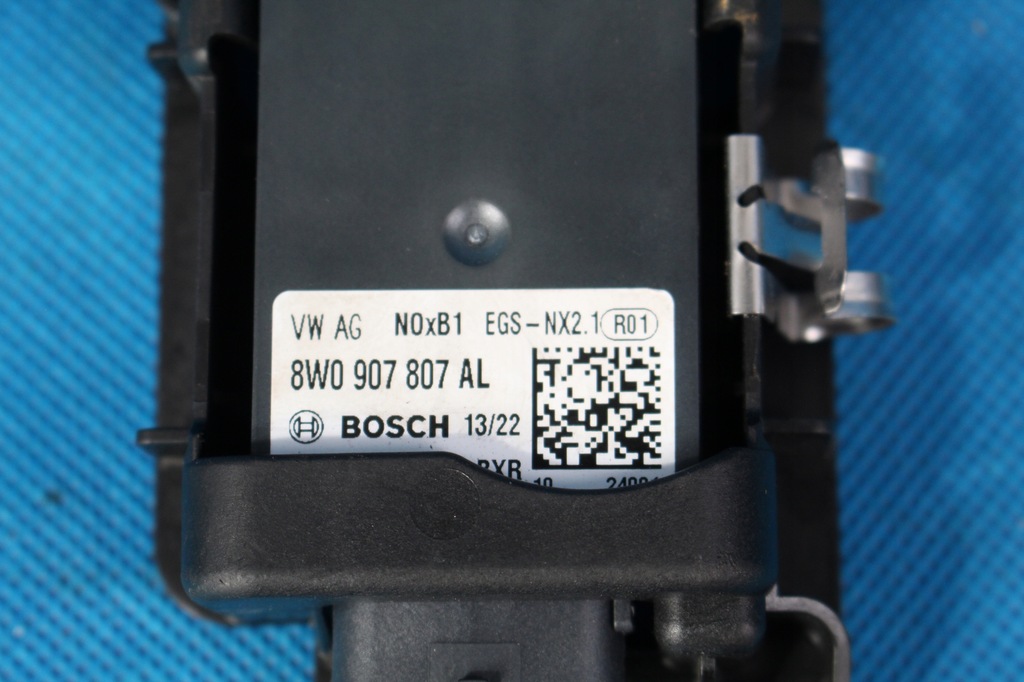 VW AG NOxB1 EGS-NX2.1 R01
8W0 907 807 AL
BOSCH 13/22